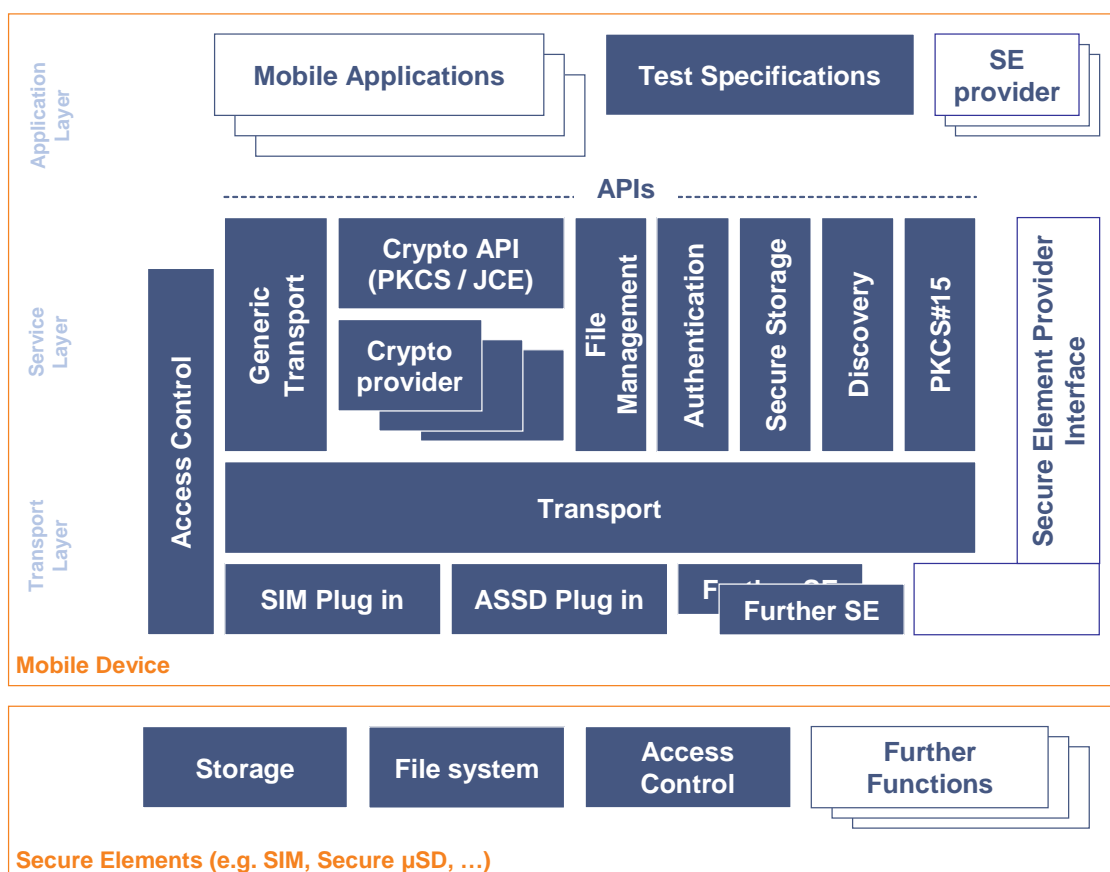 Application
Layer
Mobile Applications
Test Specifications
SE
provider
APIs
Service
Layer
Access Control
Generic
Transport
Crypto API
(PKCS / JCE)
Crypto
provider
File
Management
Authentication
Secure Storage
Discovery
PKCS#15
Secure Element Provider
Interface
Transport
Layer
Transport
SIM Plug in
ASSD Plug in
Further SE
Further SE
Mobile Device
Storage
File system
Access
Control
Further
Functions
Secure Elements (e.g. SIM, Secure µSD, …)